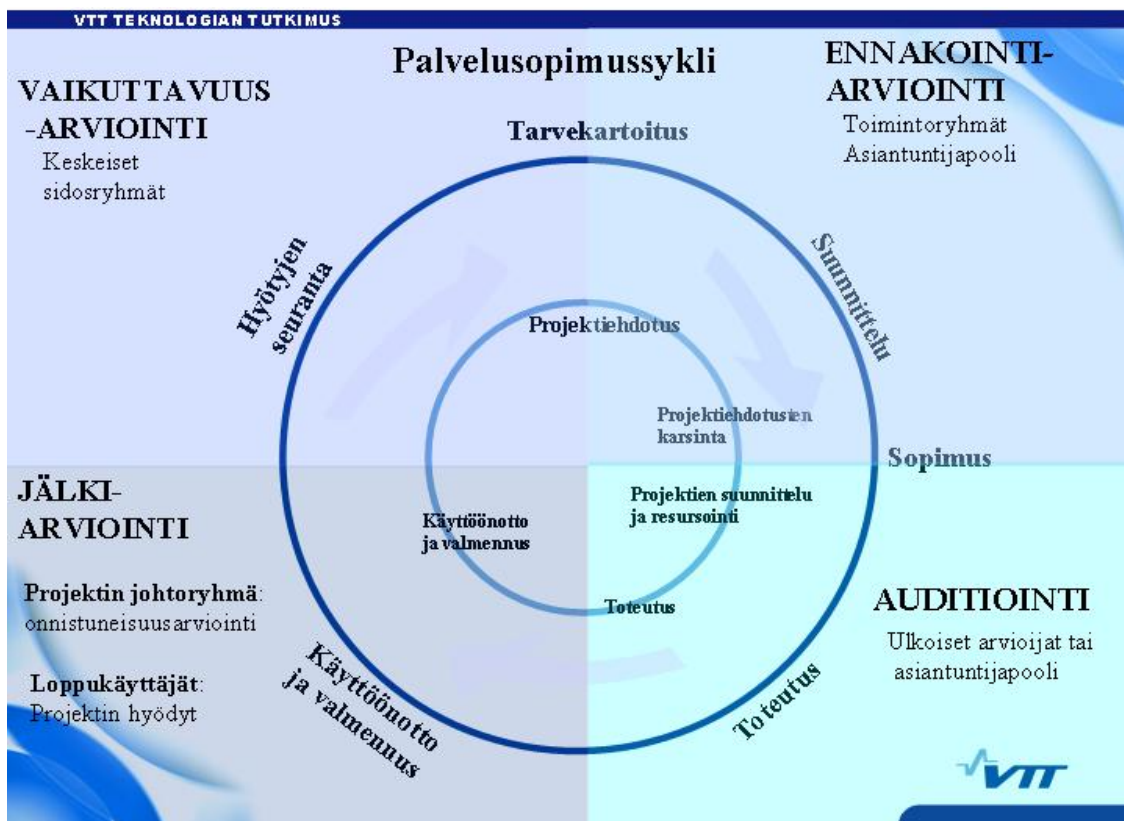 VTT TEKNOLOGIAN TUTKIMUS
Palvelusopimussykli
VAIKUTTAVUUS
-ARVIOINTI
Keskeiset
sidosryhmät
ENNAKOINTI-
ARVIOINTI
Toimintoryhmät
Asiantuntijapooli
Tarvekartoitus
Suunnittelu
Sopimus
Toteutus
Käyttöönotto
ja valmennus
Hyötyjen
seuranta
Projektiehdotus
Projektiehdotusten
karsinta
Projektien suunnittelu
ja resursointi
Toteutus
Käyttöönotto
ja valmennus
JÄLKI-
ARVIOINTI
Projektin johtoryhmä:
onnistuneisuusarviointi
Loppukäyttäjät:
Projektin hyödyt
AUDITIOINTI
Ulkoiset arvioijat tai
asiantuntijapooli
VTT